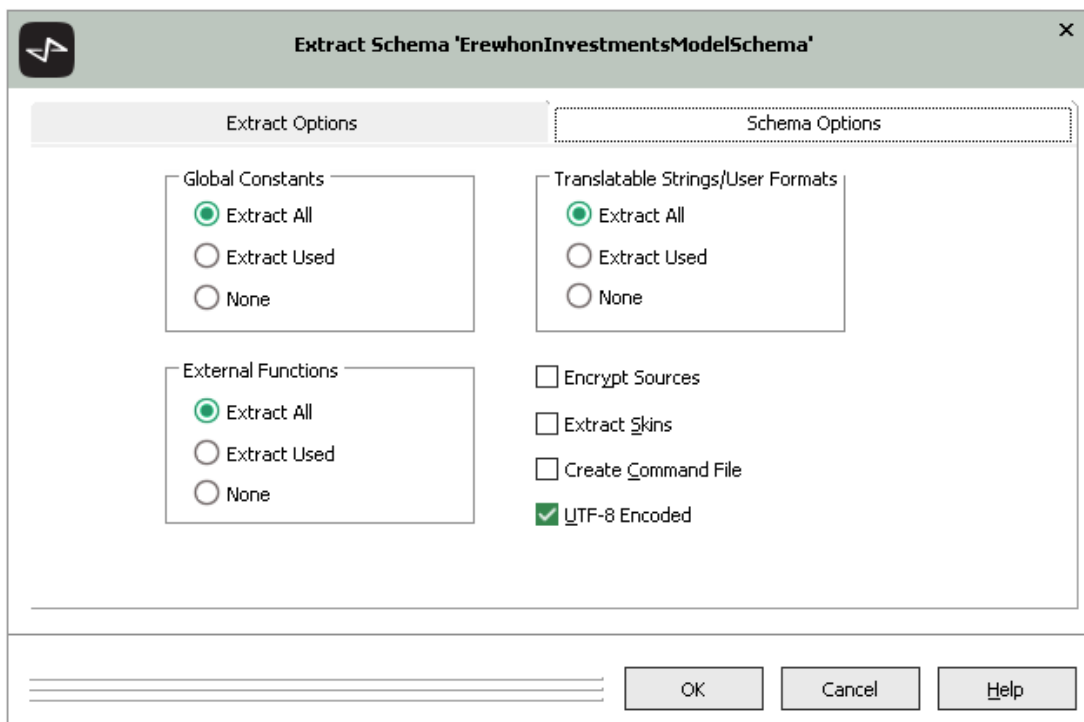 Extract Schema 'ErewhonInvestmentsModelSchema'
×
Extract Options
Schema Options
Global Constants
Extract All
Extract Used
None
Translatable Strings/User Formats
Extract All
Extract Used
None
External Functions
Extract All
Extract Used
None
Encrypt Sources
Extract Skins
Create Command File
UTF-8 Encoded
OK
Cancel
Help